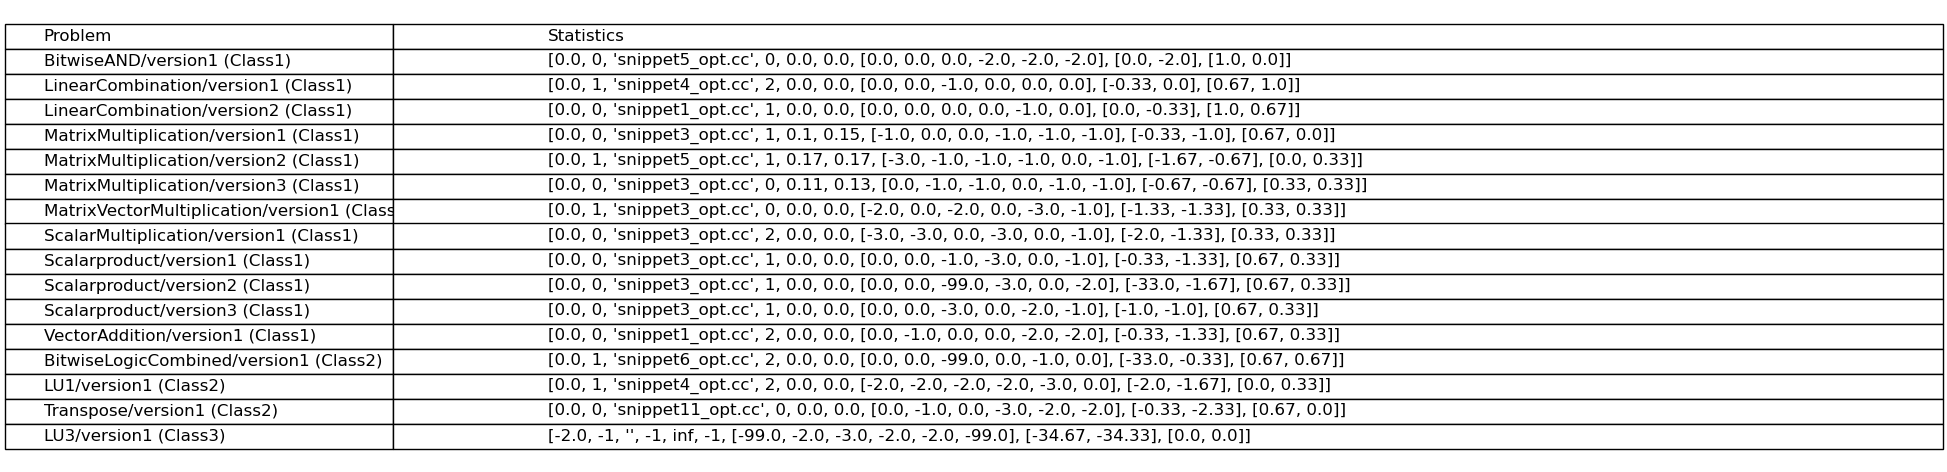 Problem Statistics
BitwiseAND/version1 (Class1) [0.0, 0, 'snippet5_opt.cc', 0, 0.0, 0.0, [0.0, 0.0, 0.0, -2.0, -2.0, -2.0], [0.0, -2.0], [1.0, 0.0]]
LinearCombination/version1 (Class1) [0.0, 1, 'snippet4_opt.cc', 2, 0.0, 0.0, [0.0, 0.0, -1.0, 0.0, 0.0, 0.0], [-0.33, 0.0], [0.67, 1.0]]
LinearCombination/version2 (Class1) [0.0, 0, 'snippet1_opt.cc', 1, 0.0, 0.0, [0.0, 0.0, 0.0, 0.0, -1.0, 0.0], [0.0, -0.33], [1.0, 0.67]]
MatrixMultiplication/version1 (Class1) [0.0, 0, 'snippet3_opt.cc', 1, 0.1, 0.15, [-1.0, 0.0, 0.0, -1.0, -1.0, -1.0], [-0.33, -1.0], [0.67, 0.0]]
MatrixMultiplication/version2 (Class1) [0.0, 1, 'snippet5_opt.cc', 1, 0.17, 0.17, [-3.0, -1.0, -1.0, -1.0, 0.0, -1.0], [-1.67, -0.67], [0.0, 0.33]]
MatrixMultiplication/version3 (Class1) [0.0, 0, 'snippet3_opt.cc', 0, 0.11, 0.13, [0.0, -1.0, -1.0, 0.0, -1.0, -1.0], [-0.67, -0.67], [0.33, 0.33]]
MatrixVectorMultiplication/version1 (Class [0.0, 1, 'snippet3_opt.cc', 0, 0.0, 0.0, [-2.0, 0.0, -2.0, 0.0, -3.0, -1.0], [-1.33, -1.33], [0.33, 0.33]]
ScalarMultiplication/version1 (Class1) [0.0, 0, 'snippet3_opt.cc', 2, 0.0, 0.0, [-3.0, -3.0, 0.0, -3.0, 0.0, -1.0], [-2.0, -1.33], [0.33, 0.33]]
Scalarproduct/version1 (Class1) [0.0, 0, 'snippet3_opt.cc', 1, 0.0, 0.0, [0.0, 0.0, -1.0, -3.0, 0.0, -1.0], [-0.33, -1.33], [0.67, 0.33]]
Scalarproduct/version2 (Class1) [0.0, 0, 'snippet3_opt.cc', 1, 0.0, 0.0, [0.0, 0.0, -99.0, -3.0, 0.0, -2.0], [-33.0, -1.67], [0.67, 0.33]]
Scalarproduct/version3 (Class1) [0.0, 0, 'snippet3_opt.cc', 1, 0.0, 0.0, [0.0, 0.0, -3.0, 0.0, -2.0, -1.0], [-1.0, -1.0], [0.67, 0.33]]
VectorAddition/version1 (Class1) [0.0, 0, 'snippet1_opt.cc', 2, 0.0, 0.0, [0.0, -1.0, 0.0, 0.0, -2.0, -2.0], [-0.33, -1.33], [0.67, 0.33]]
BitwiseLogicCombined/version1 (Class2) [0.0, 1, 'snippet6_opt.cc', 2, 0.0, 0.0, [0.0, 0.0, -99.0, 0.0, -1.0, 0.0], [-33.0, -0.33], [0.67, 0.67]]
LU1/version1 (Class2) [0.0, 1, 'snippet4_opt.cc', 2, 0.0, 0.0, [-2.0, -2.0, -2.0, -2.0, -3.0, 0.0], [-2.0, -1.67], [0.0, 0.33]]
Transpose/version1 (Class2) [0.0, 0, 'snippet11_opt.cc', 0, 0.0, 0.0, [0.0, -1.0, 0.0, -3.0, -2.0, -2.0], [-0.33, -2.33], [0.67, 0.0]]
LU3/version1 (Class3) [-2.0, -1, '', -1, inf, -1, [-99.0, -2.0, -3.0, -2.0, -2.0, -99.0], [-34.67, -34.33], [0.0, 0.0]]